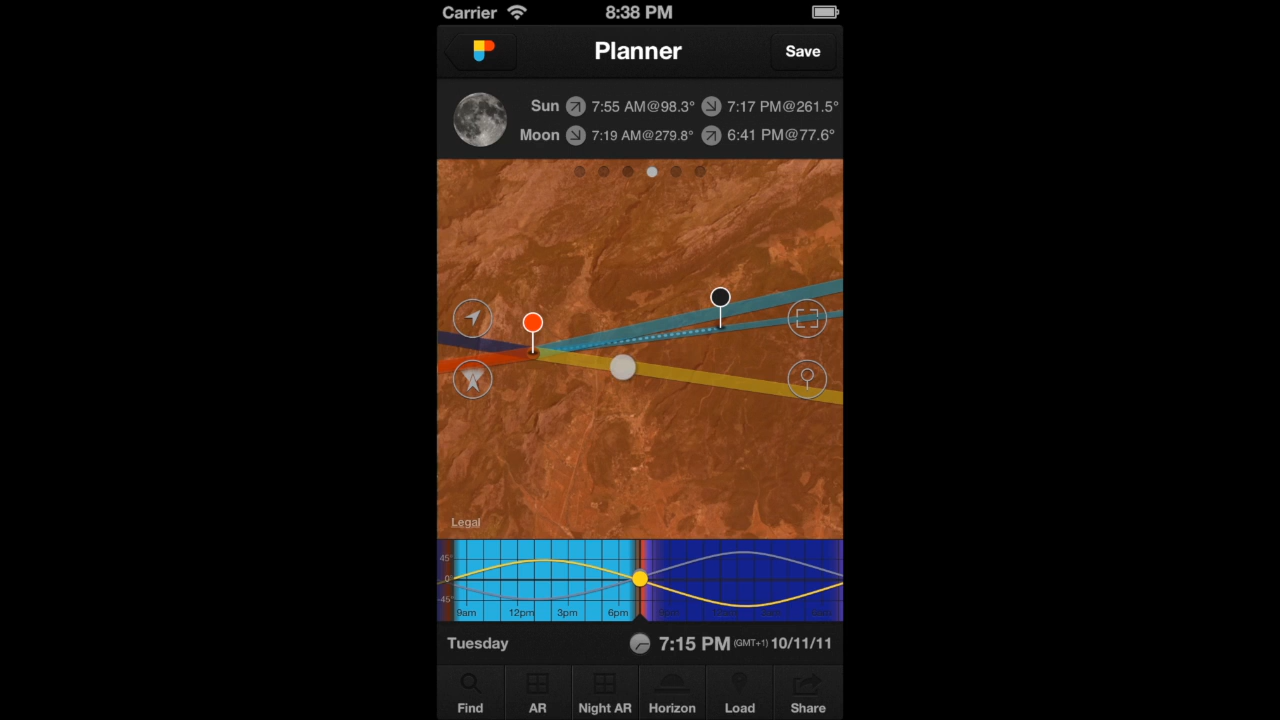 Carrier 8:38 PM
Planner Save
Sun 7:55 AM@98.3° 7:17 PM@261.5°
Moon 7:19 AM@279.8° 6:41 PM@77.6°
Legal
45°
0°
-45°
9am 12pm 3pm 6pm 9pm
Tuesday 7:15 PM (GMT+1) 10/11/11
Find AR Night AR Horizon Load Share